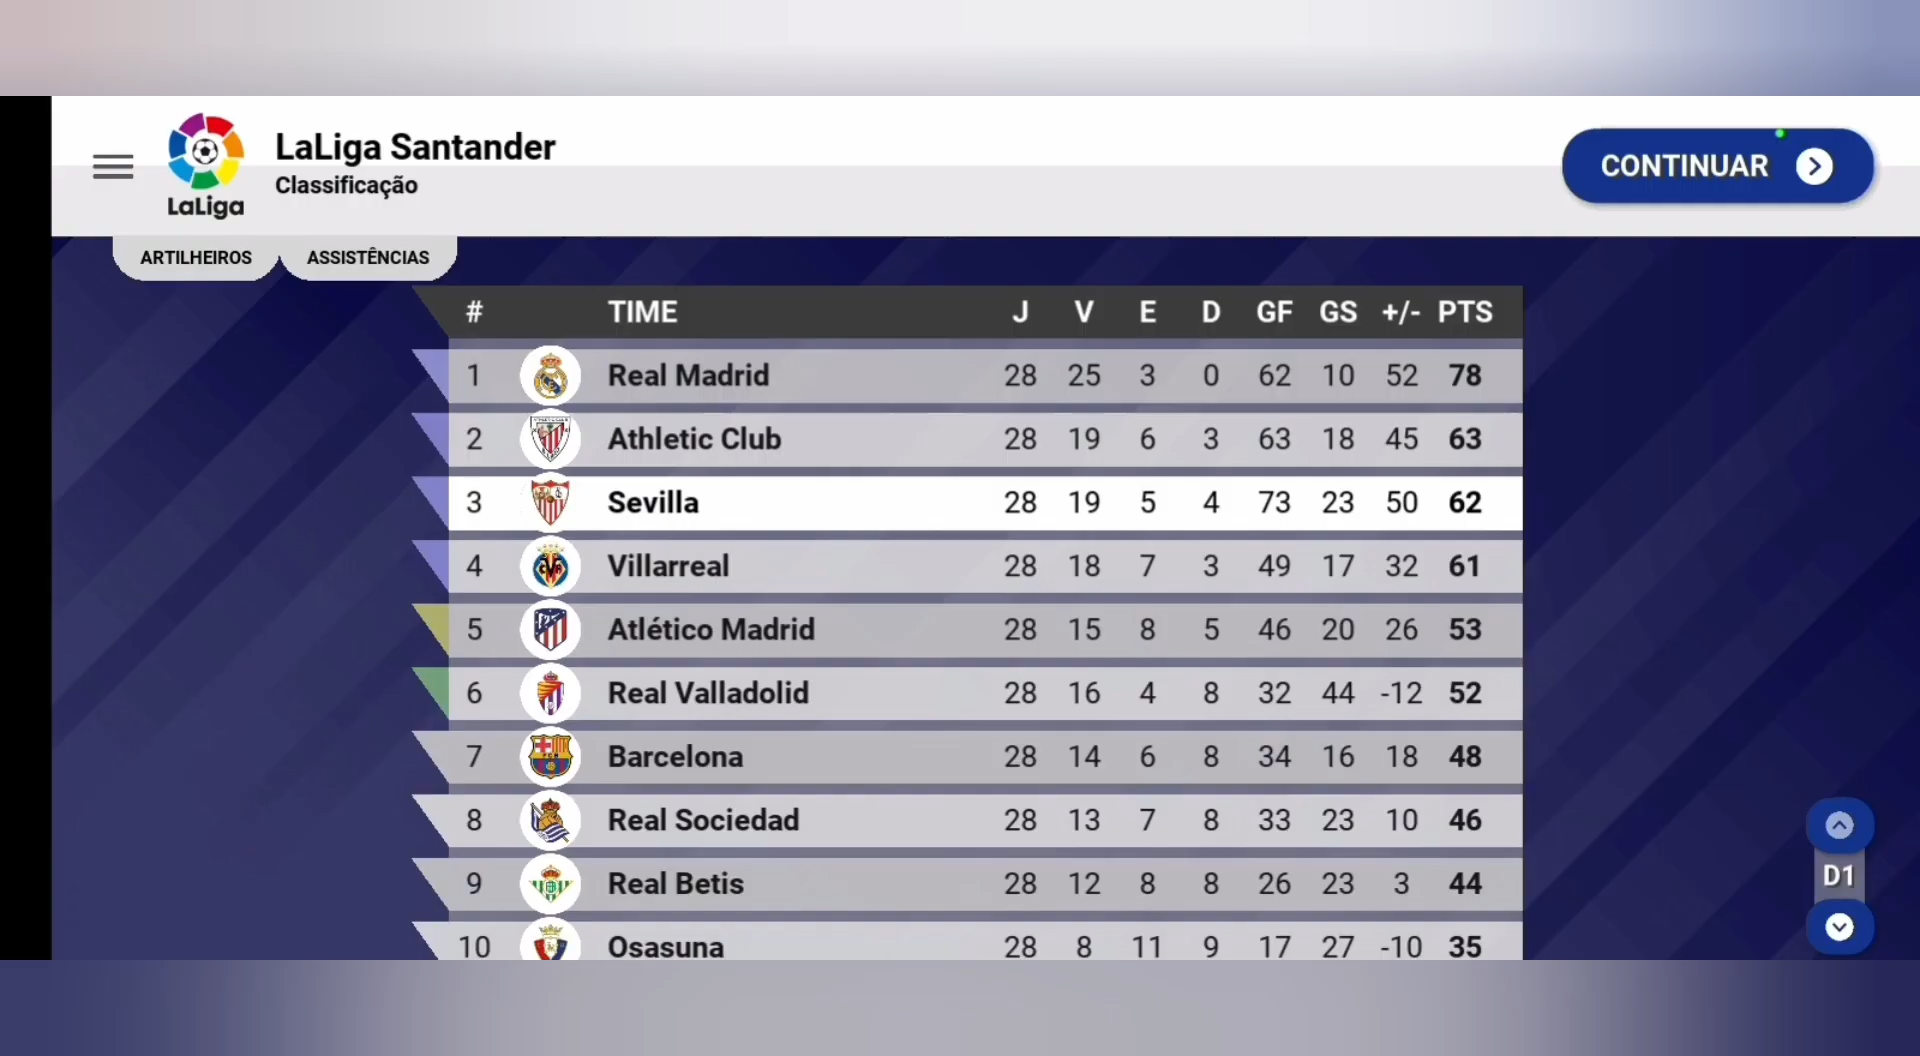 LaLiga
LaLiga Santander
Classificação
CONTINUAR
ARTILHEIROS ASSISTÊNCIAS
# TIME J V E D GF GS +/- PTS
1 Real Madrid 28 25 3 0 62 10 52 78
2 Athletic Club 28 19 6 3 63 18 45 63
3 Sevilla 28 19 5 4 73 23 50 62
4 Villarreal 28 18 7 3 49 17 32 61
5 Atlético Madrid 28 15 8 5 46 20 26 53
6 Real Valladolid 28 16 4 8 32 44 -12 52
7 Barcelona 28 14 6 8 34 16 18 48
8 Real Sociedad 28 13 7 8 33 23 10 46
9 Real Betis 28 12 8 8 26 23 3 44
10 Osasuna 28 8 11 9 17 27 -10 35
D1